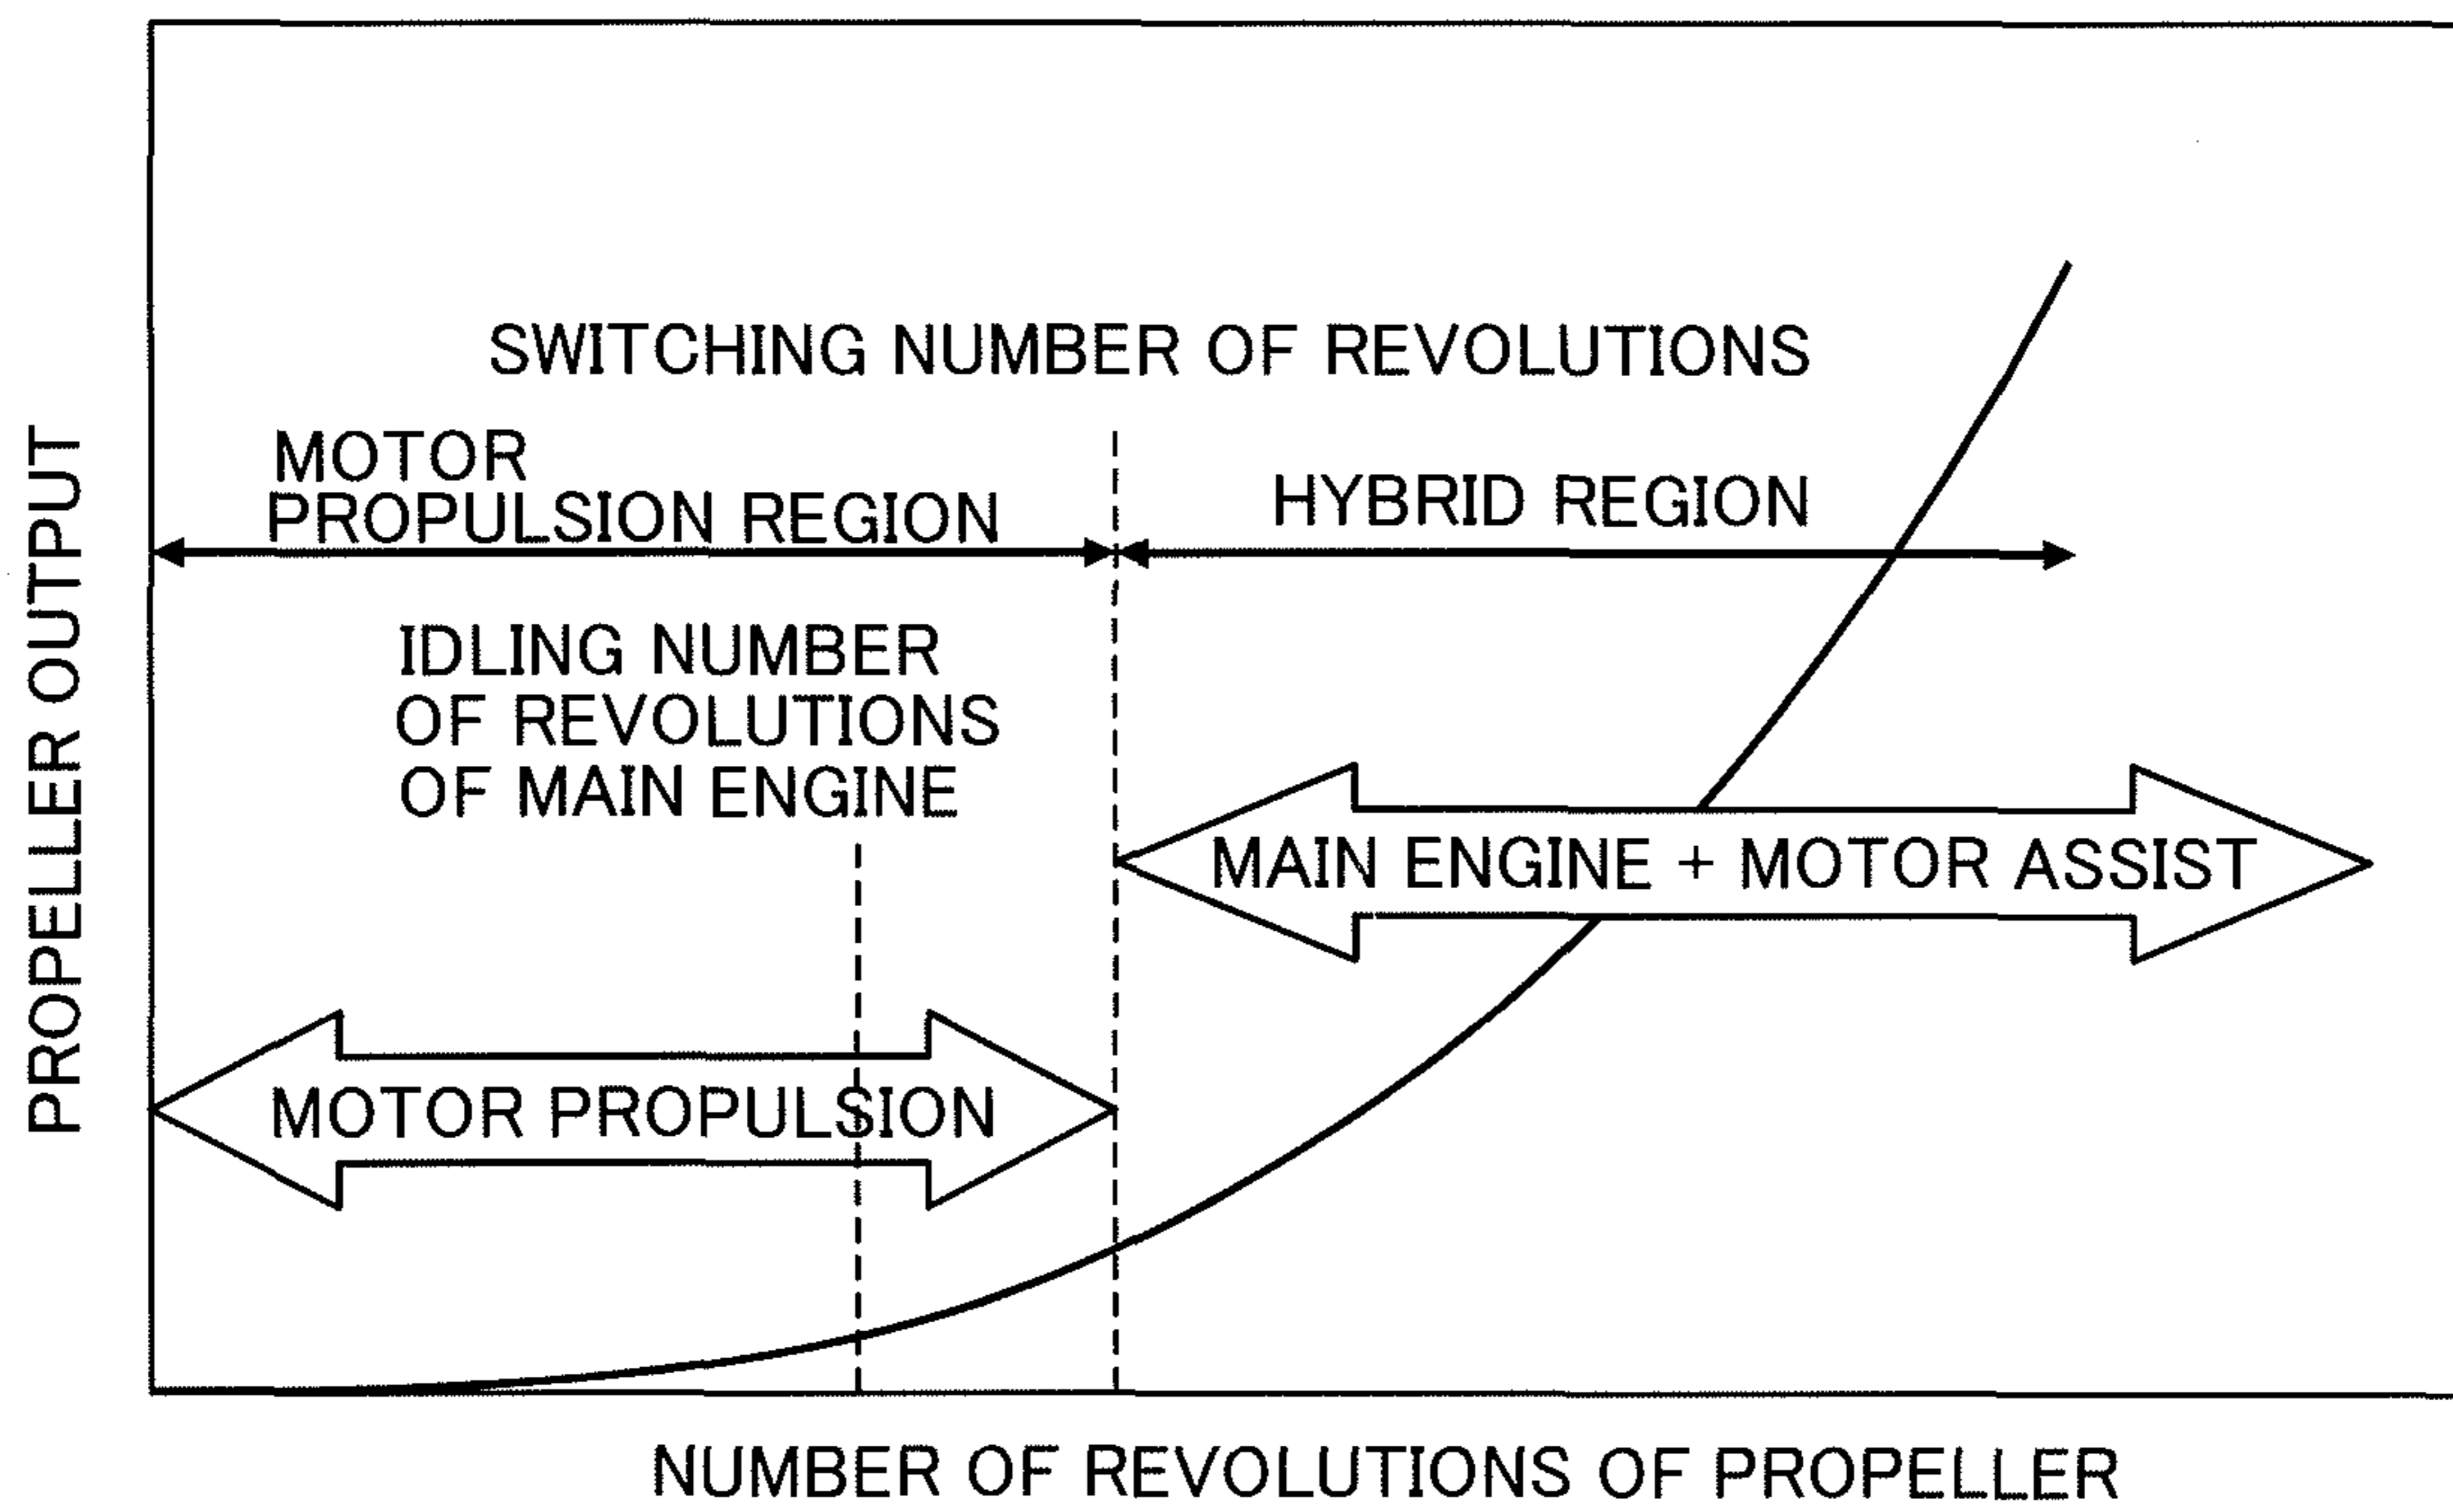 SWITCHING NUMBER OF REVOLUTIONS
MOTOR
PROPULSION REGION
HYBRID REGION
IDLING NUMBER
OF REVOLUTIONS
OF MAIN ENGINE
MAIN ENGINE + MOTOR ASSIST
MOTOR PROPULSION
PROPELLER OUTPUT
NUMBER OF REVOLUTIONS OF PROPELLER